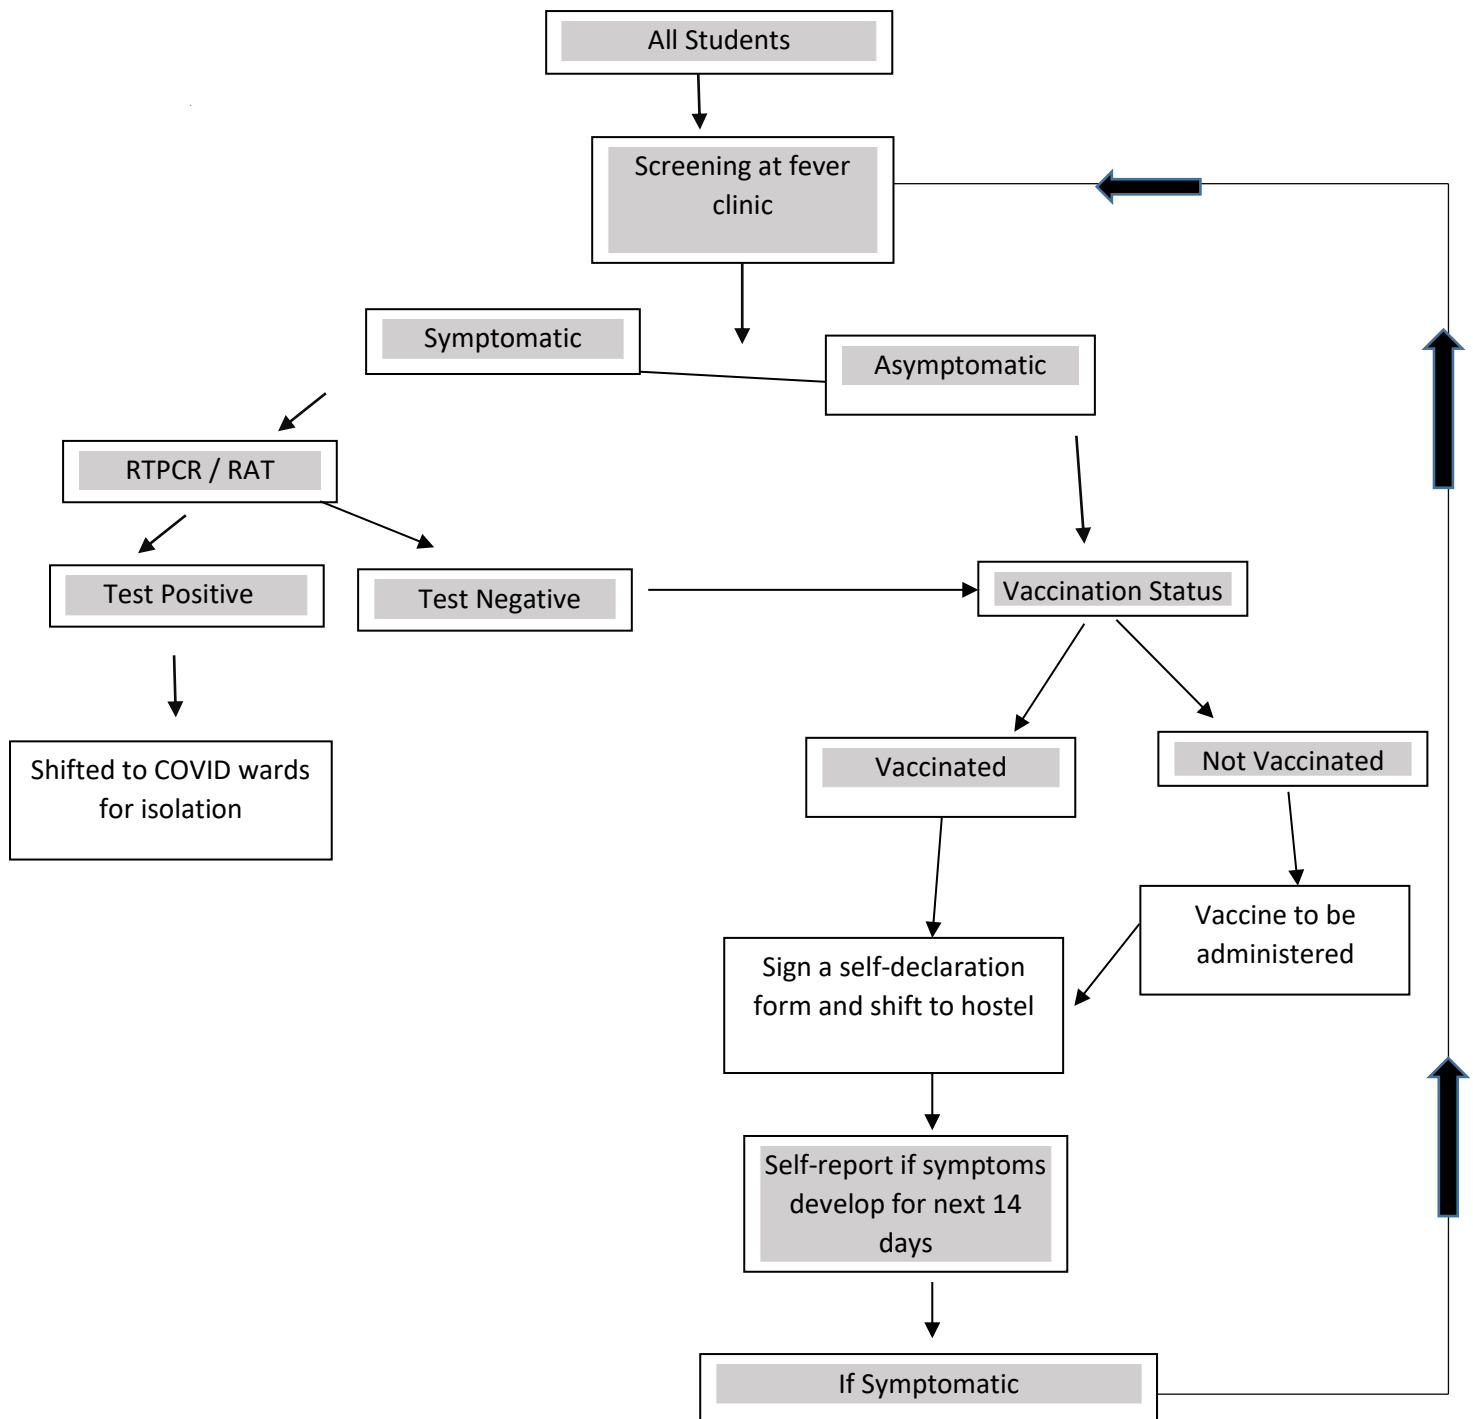 All Students
Screening at fever
clinic
Symptomatic
Asymptomatic
RTPCR / RAT
Test Positive
Test Negative
Vaccination Status
Shifted to COVID wards
for isolation
Vaccinated
Not Vaccinated
Vaccine to be
administered
Sign a self-declaration
form and shift to hostel
Self-report if symptoms
develop for next 14
days
If Symptomatic